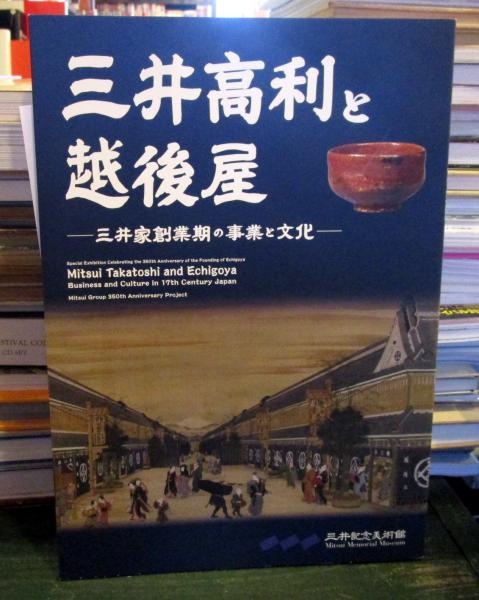 三井高利と
越後屋
三井家創業期の事業と文化
Special Exhibition Celebrating the 350th Anniversary of the Founding of Echigoya
Mitsui Takatoshi and Echigoya
Business and Culture in 17th Century Japan
Mitsui Group 350th Anniversary Project
三井記念美術館
Mitsui Memorial Museum
CD SET